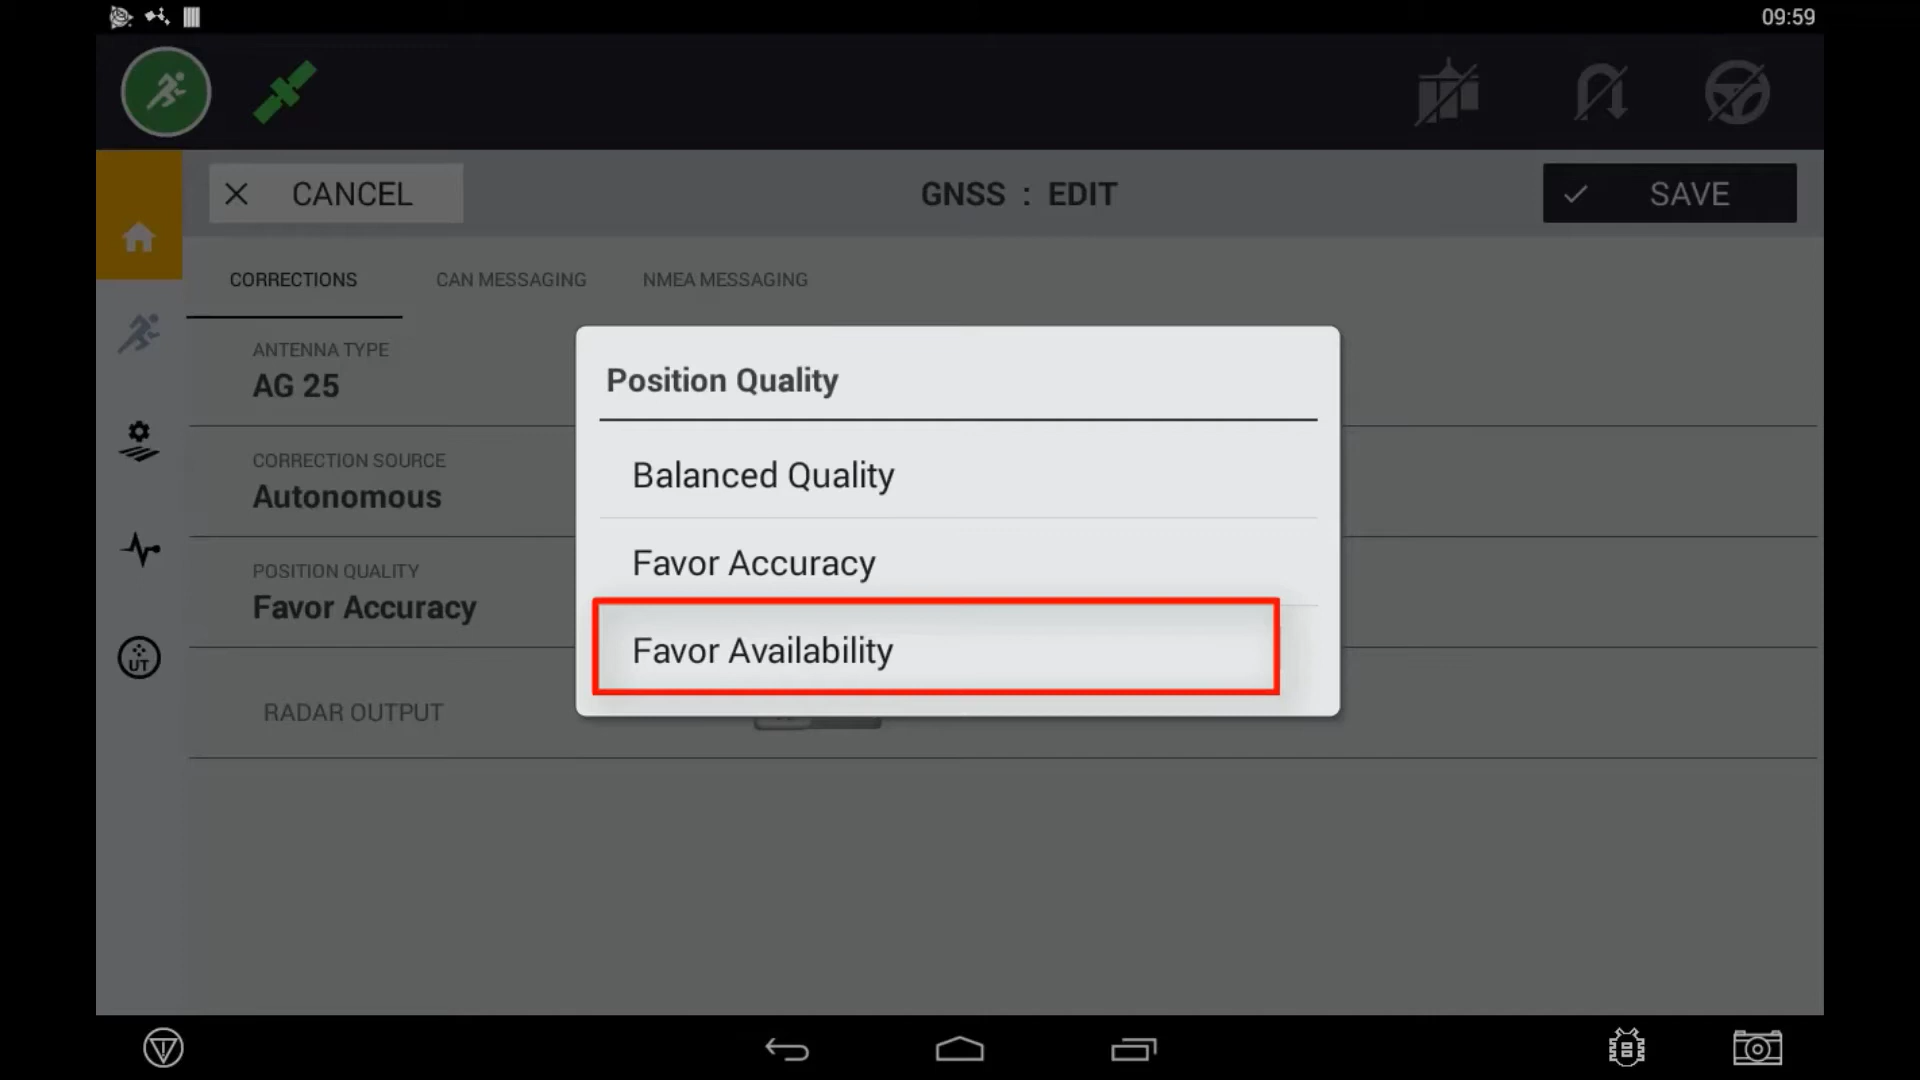 09:59
CANCEL
GNSS : EDIT
SAVE
CORRECTIONS
CAN MESSAGING
NMEA MESSAGING
ANTENNA TYPE
AG 25
CORRECTION SOURCE
Autonomous
POSITION QUALITY
Favor Accuracy
RADAR OUTPUT
Position Quality
Balanced Quality
Favor Accuracy
Favor Availability
UT